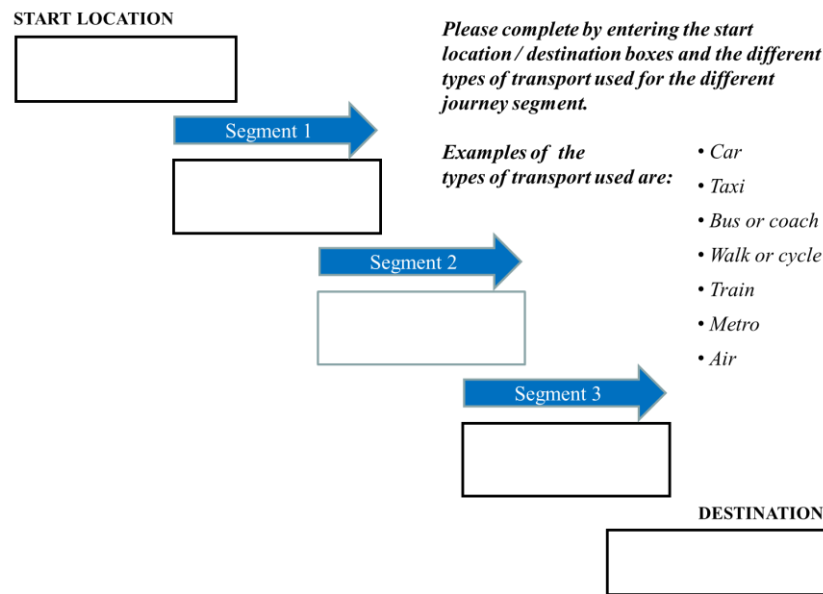 START LOCATION
Please complete by entering the start
location / destination boxes and the different
types of transport used for the different
journey segment.
Segment 1
Examples of the
types of transport used are:
• Car
• Taxi
• Bus or coach
• Walk or cycle
• Train
• Metro
• Air
Segment 2
Segment 3
DESTINATION